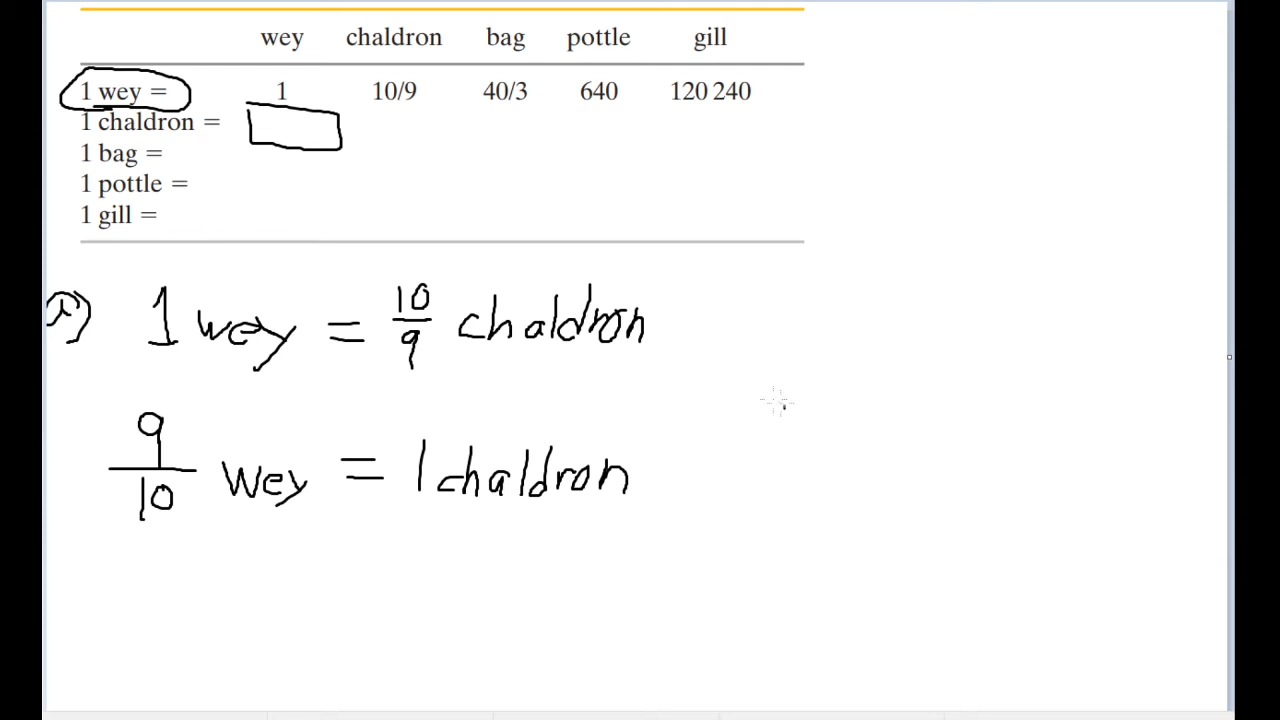 wey chaldron bag pottle gill
1 wey = 1 10/9 40/3 640 120 240
1 chaldron =
1 bag =
1 pottle =
1 gill =
a) 1 wey = 10/9 chaldron
9/10 wey = 1 chaldron